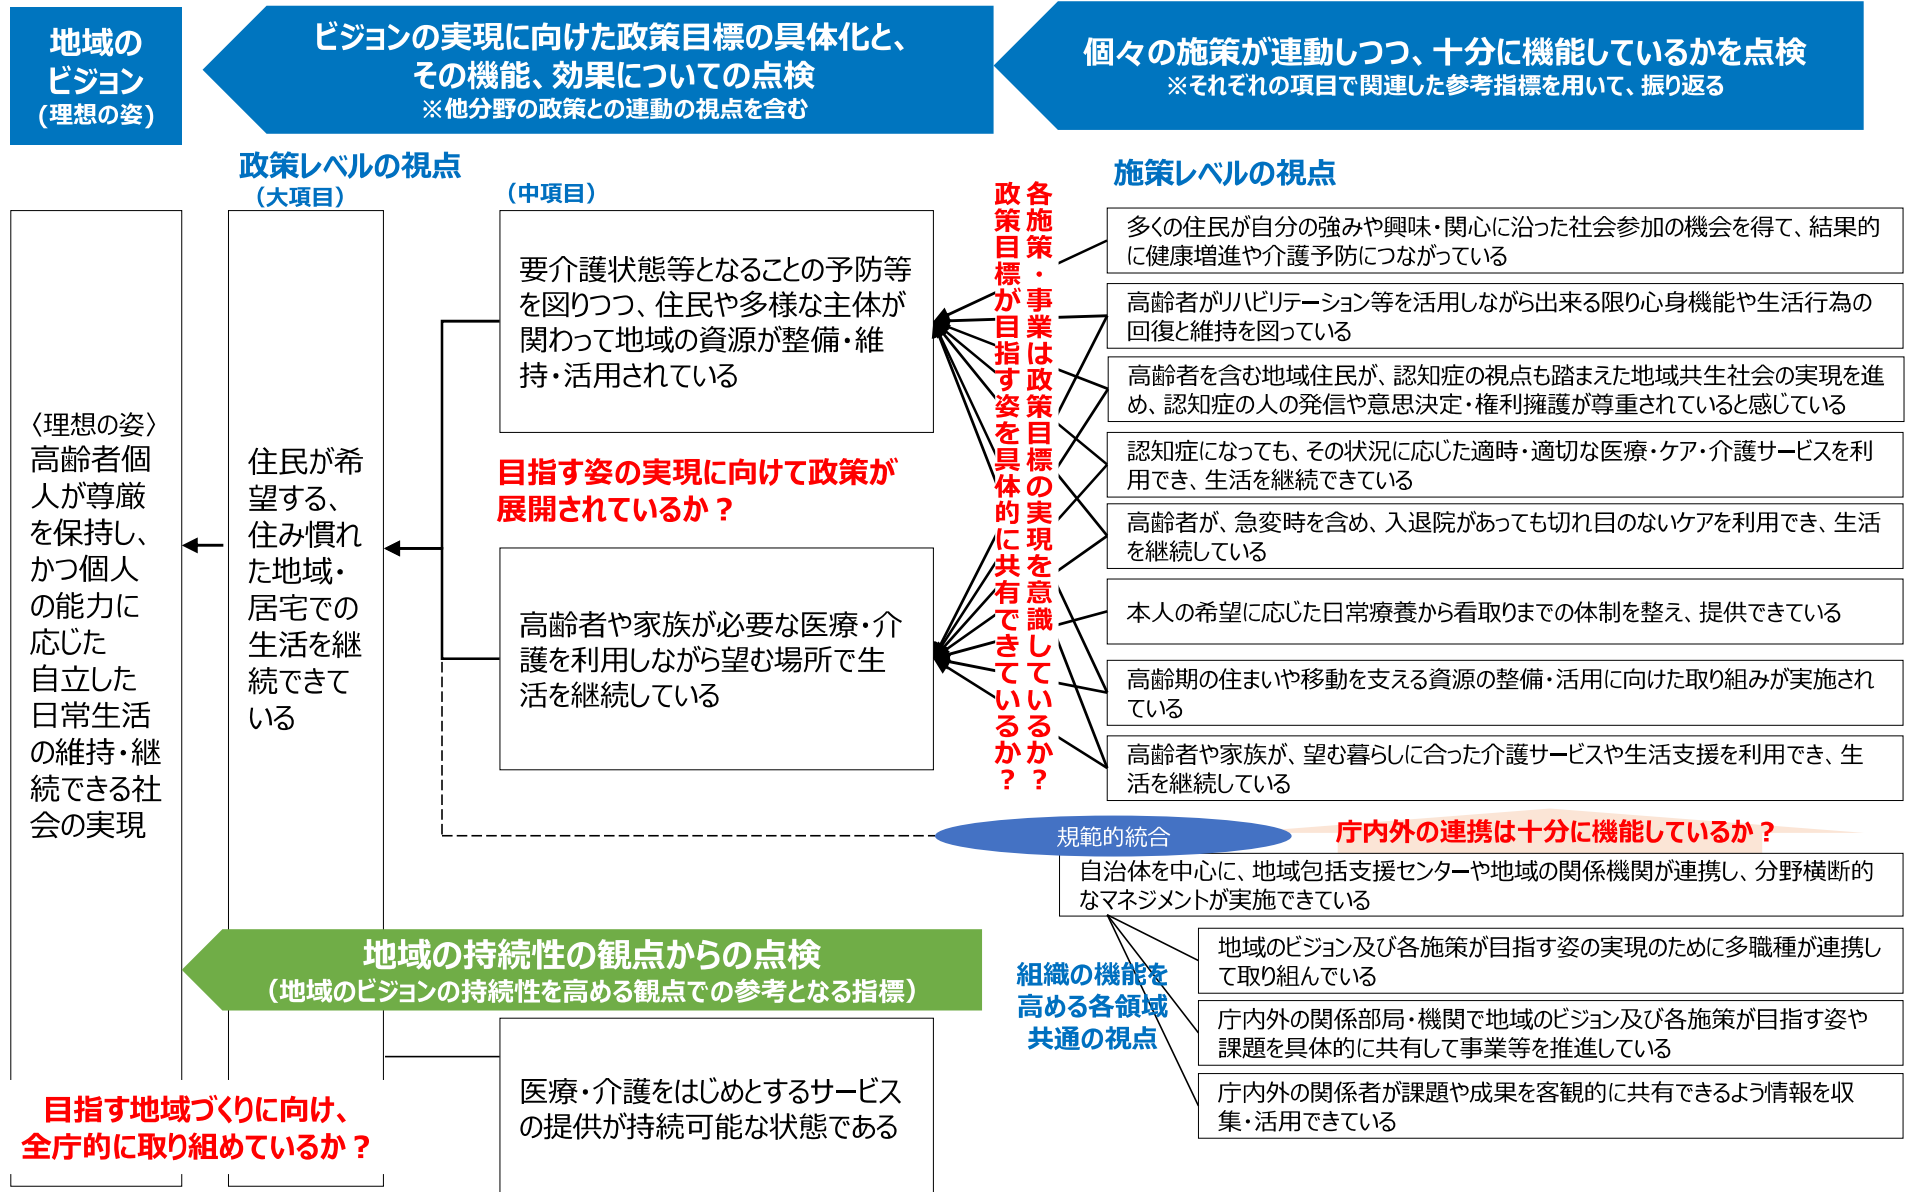 地域の
ビジョン
(理想の姿)
ビジョンの実現に向けた政策目標の具体化と、
その機能、効果についての点検
※他分野の政策との連動の視点を含む
個々の施策が連動しつつ、十分に機能しているかを点検
※それぞれの項目で関連した参考指標を用いて、振り返る
政策レベルの視点
（大項目）
（中項目）
施策レベルの視点
〈理想の姿〉
高齢者個
人が尊厳
を保持し、
かつ個人
の能力に
応じた
自立した
日常生活
の維持・継
続できる社
会の実現
住民が希
望する、
住み慣れ
た地域・
居宅での
生活を継
続できて
いる
要介護状態等となることの予防等
を図りつつ、住民や多様な主体が
関わって地域の資源が整備・維
持・活用されている
目指す姿の実現に向けて政策が
展開されているか？
高齢者や家族が必要な医療・介
護を利用しながら望む場所で生
活を継続している
各施策・事業は政策目標の実現を意識しているか？
政策目標が目指す姿を具体的に共有できているか？
多くの住民が自分の強みや興味・関心に沿った社会参加の機会を得て、結果的
に健康増進や介護予防につながっている
高齢者がリハビリテーション等を活用しながら出来る限り心身機能や生活行為の
回復と維持を図っている
高齢者を含む地域住民が、認知症の視点も踏まえた地域共生社会の実現を進
め、認知症の人の発信や意思決定・権利擁護が尊重されていると感じている
認知症になっても、その状況に応じた適時・適切な医療・ケア・介護サービスを利
用でき、生活を継続できている
高齢者が、急変時を含め、入退院があっても切れ目のないケアを利用でき、生活
を継続している
本人の希望に応じた日常療養から看取りまでの体制を整え、提供できている
高齢期の住まいや移動を支える資源の整備・活用に向けた取り組みが実施され
ている
高齢者や家族が、望む暮らしに合った介護サービスや生活支援を利用でき、生
活を継続している
規範的統合
庁内外の連携は十分に機能しているか？
自治体を中心に、地域包括支援センターや地域の関係機関が連携し、分野横断的
なマネジメントが実施できている
地域のビジョン及び各施策が目指す姿の実現のために多職種が連携し
て取り組んでいる
組織の機能を
高める各領域
共通の視点
庁内外の関係部局・機関で地域のビジョン及び各施策が目指す姿や
課題を具体的に共有して事業等を推進している
庁内外の関係者が課題や成果を客観的に共有できるよう情報を収
集・活用できている
地域の持続性の観点からの点検
（地域のビジョンの持続性を高める観点での参考となる指標）
医療・介護をはじめとするサービス
の提供が持続可能な状態である
目指す地域づくりに向け、
全庁的に取り組めているか？